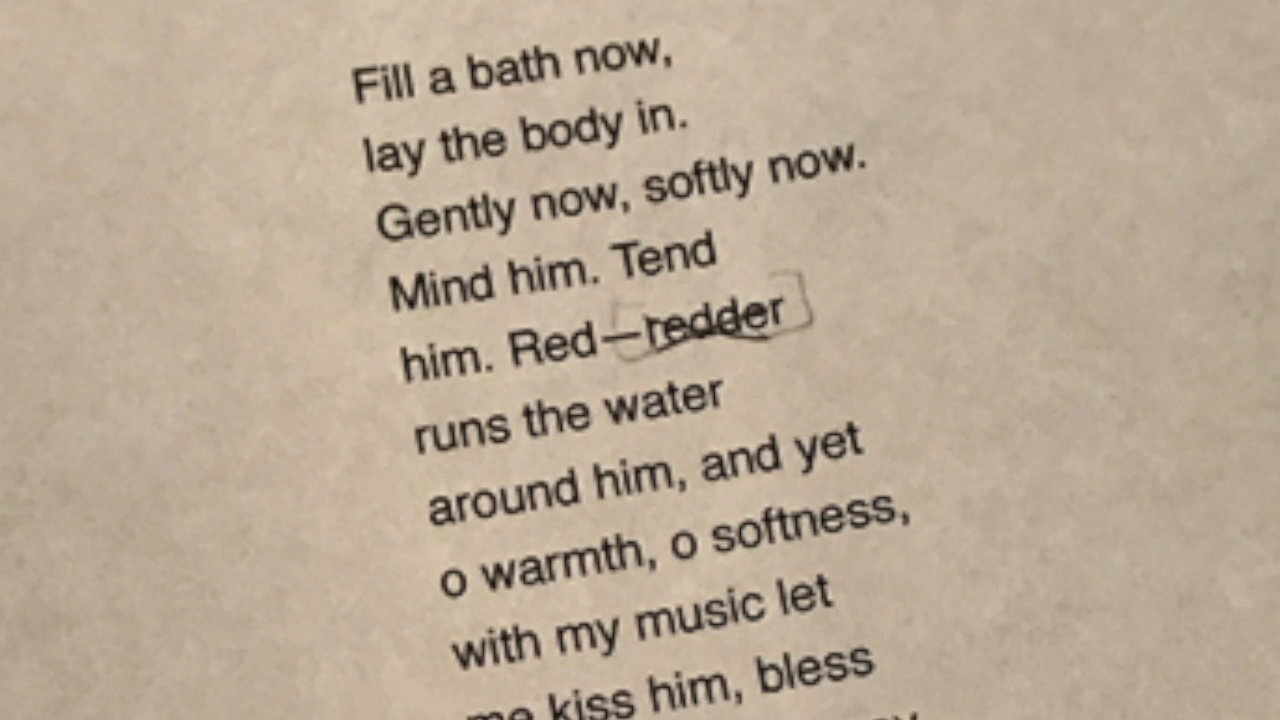 Fill a bath now,
lay the body in.
Gently now, softly now.
Mind him. Tend
him. Red—redder
runs the water
around him, and yet
o warmth, o softness,
with my music let
me kiss him, bless